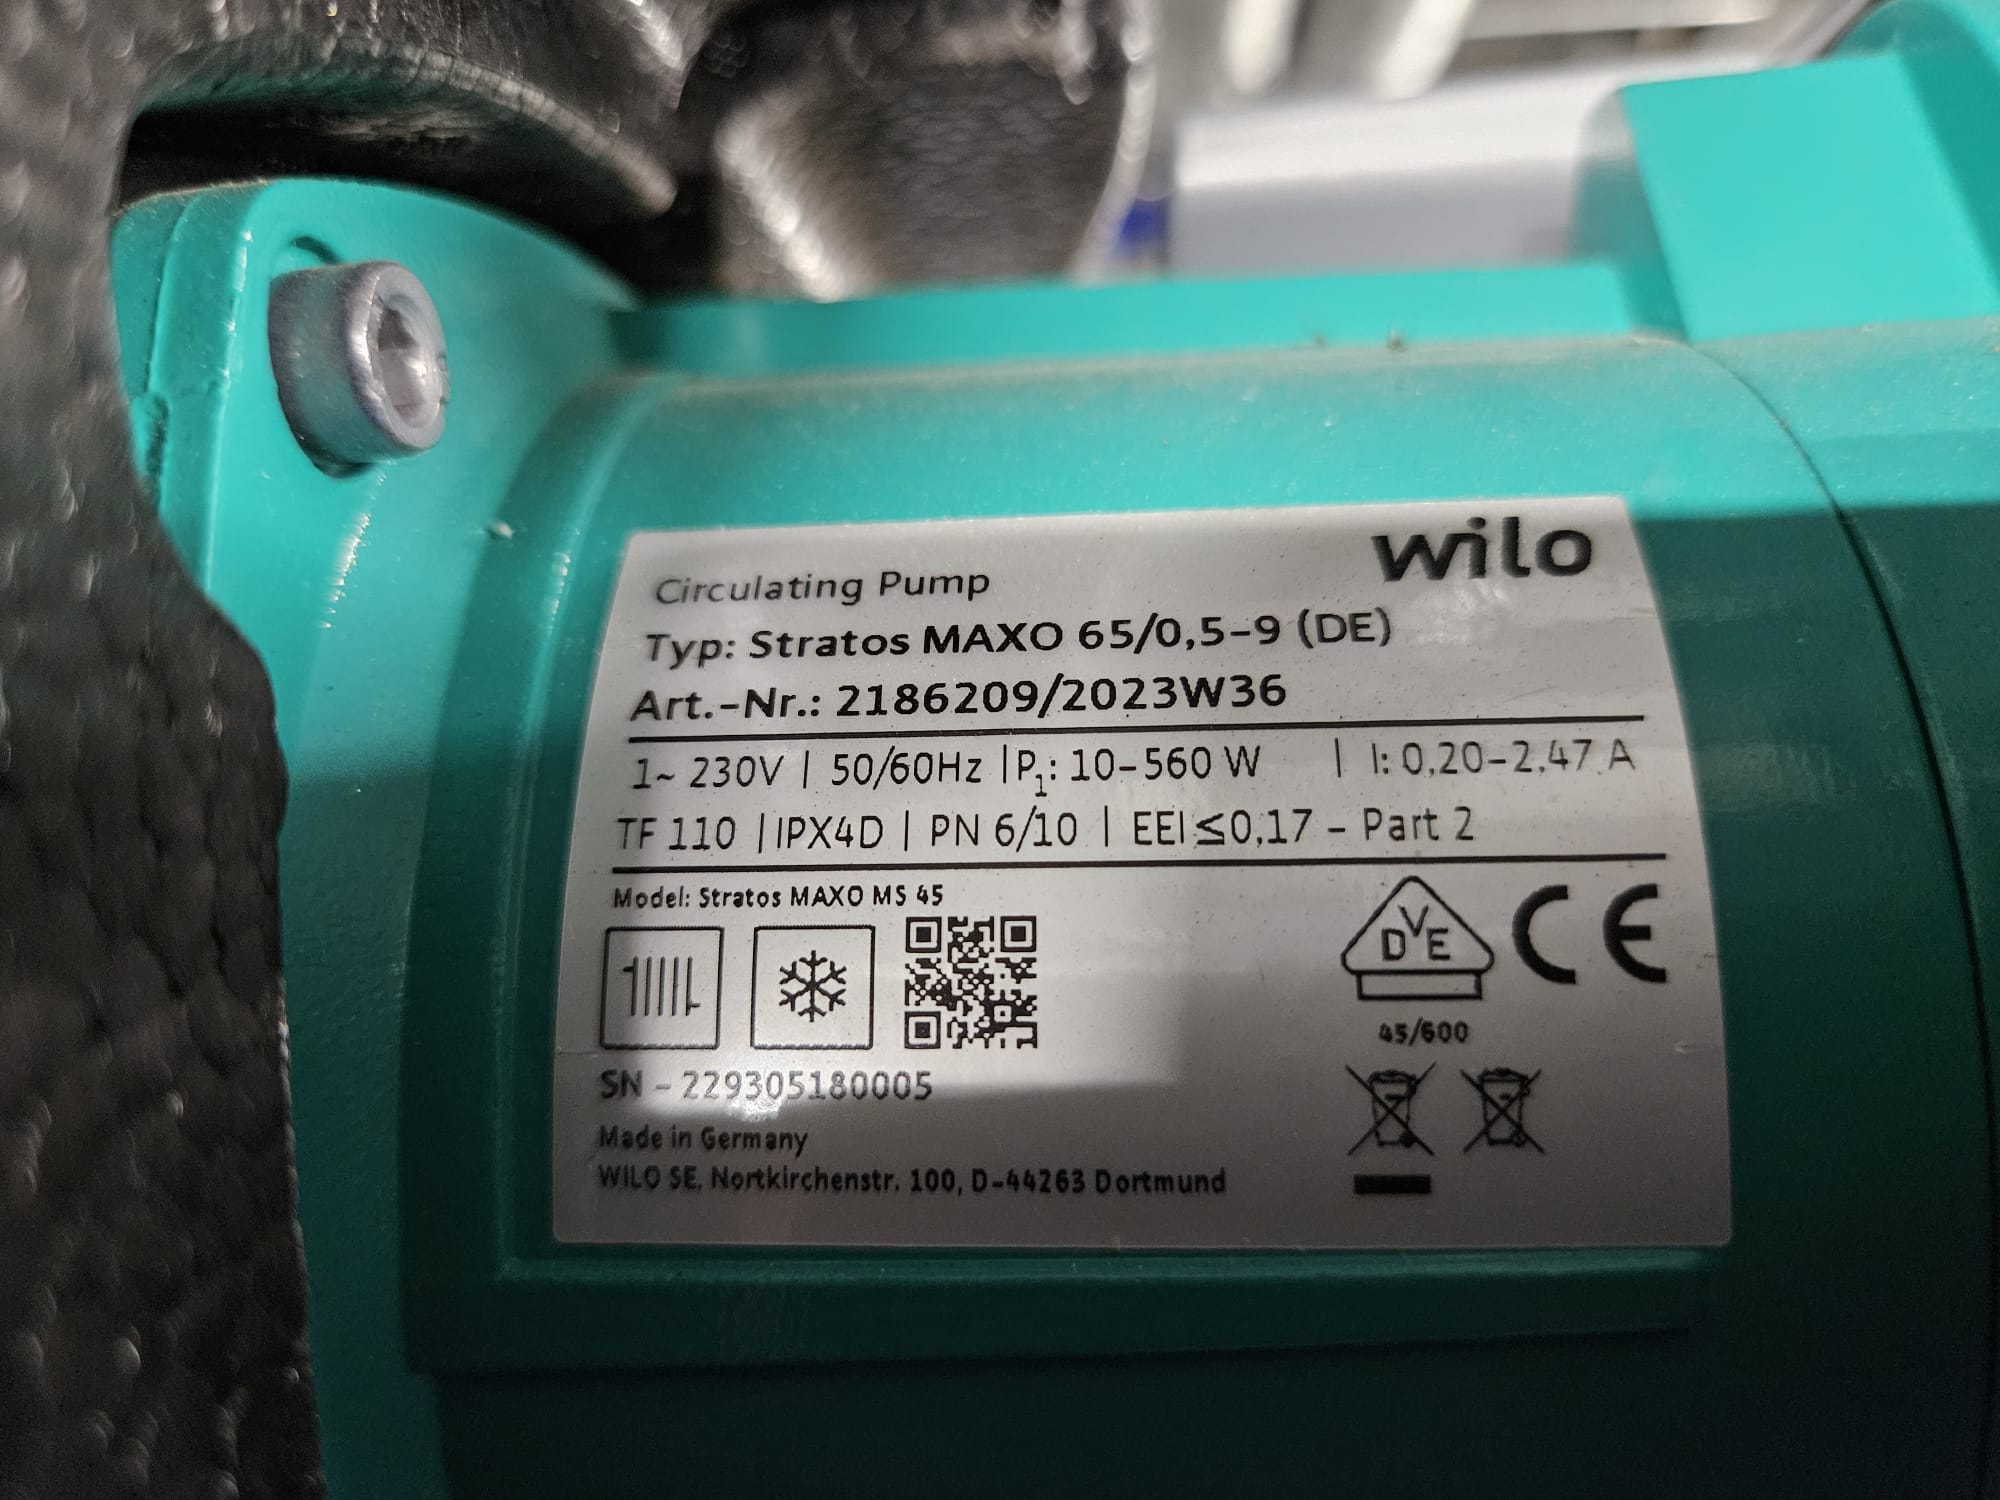 wilo
Circulating Pump
Typ: Stratos MAXO 65/0,5-9 (DE)
Art.-Nr.: 2186209/2023W36
1~ 230V | 50/60Hz | P1: 10-560 W | I: 0,20-2,47 A
TF 110 | IPX4D | PN 6/10 | EEI≤0,17 - Part 2
Model: Stratos MAXO MS 45
DVE
CE
45/600
SN - 229305180005
Made in Germany
WILO SE, Nortkirchenstr. 100, D-44263 Dortmund